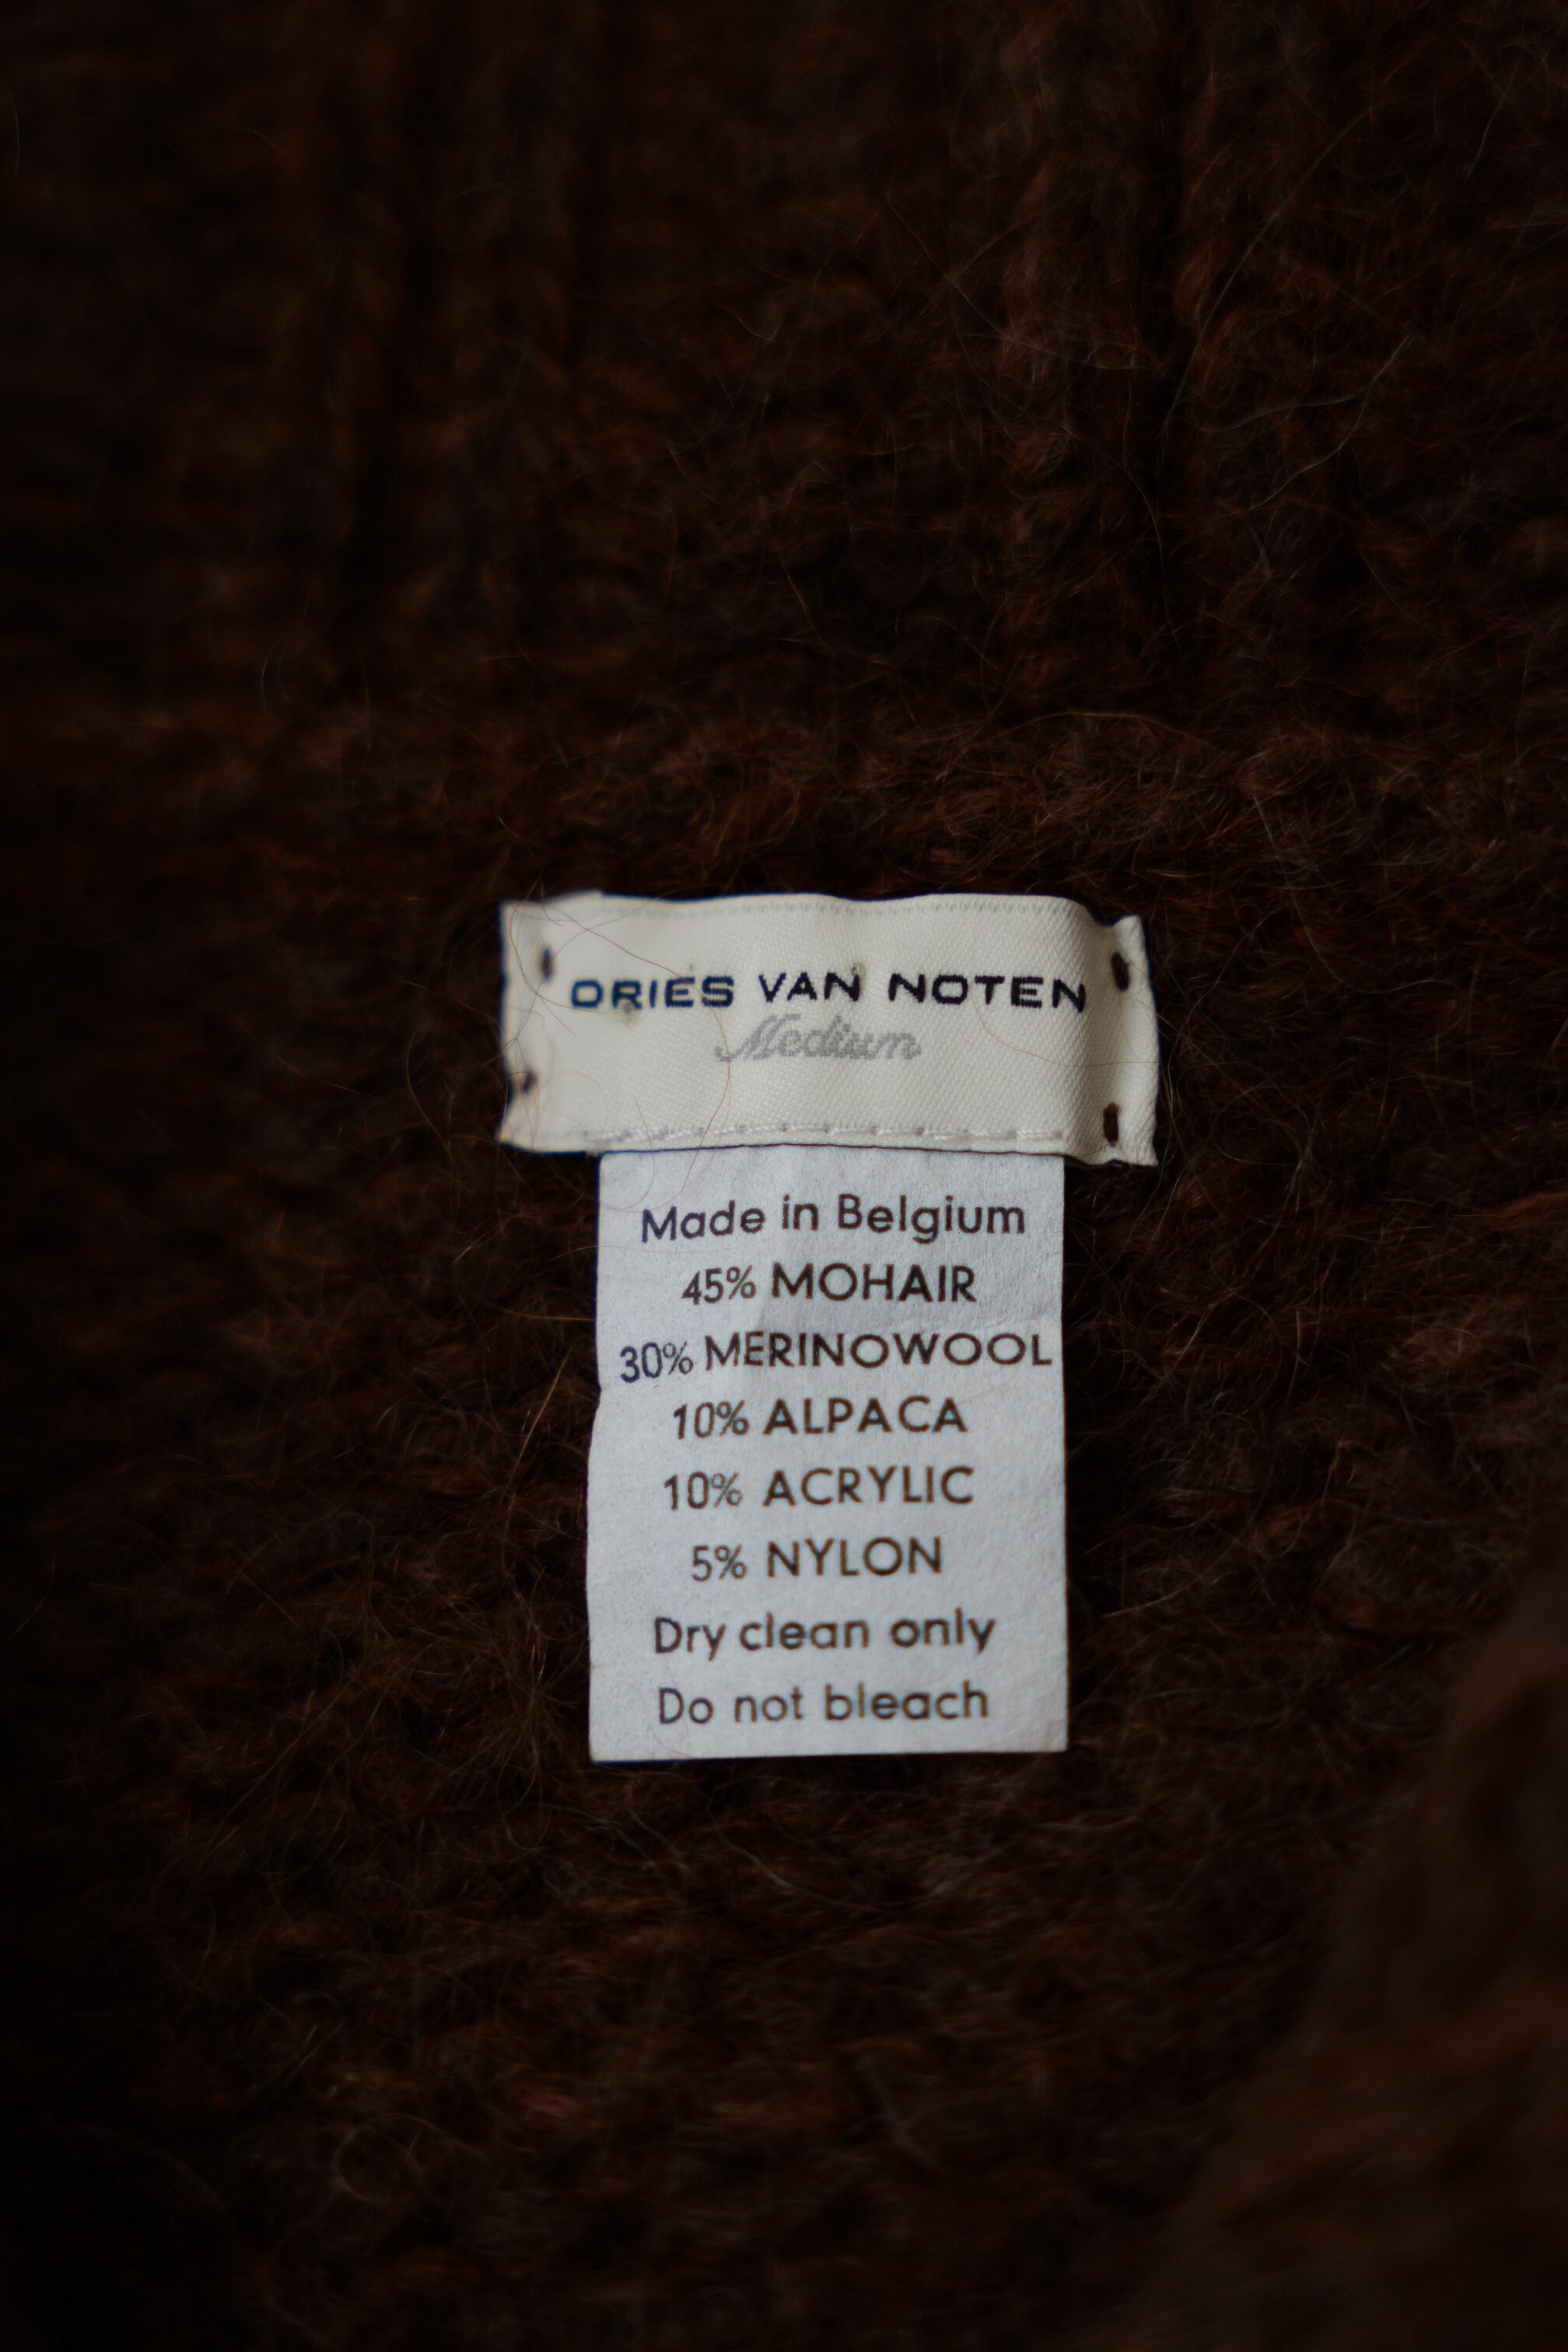 DRIES VAN NOTEN
Medium
Made in Belgium
45% MOHAIR
30% MERINOWOOL
10% ALPACA
10% ACRYLIC
5% NYLON
Dry clean only
Do not bleach